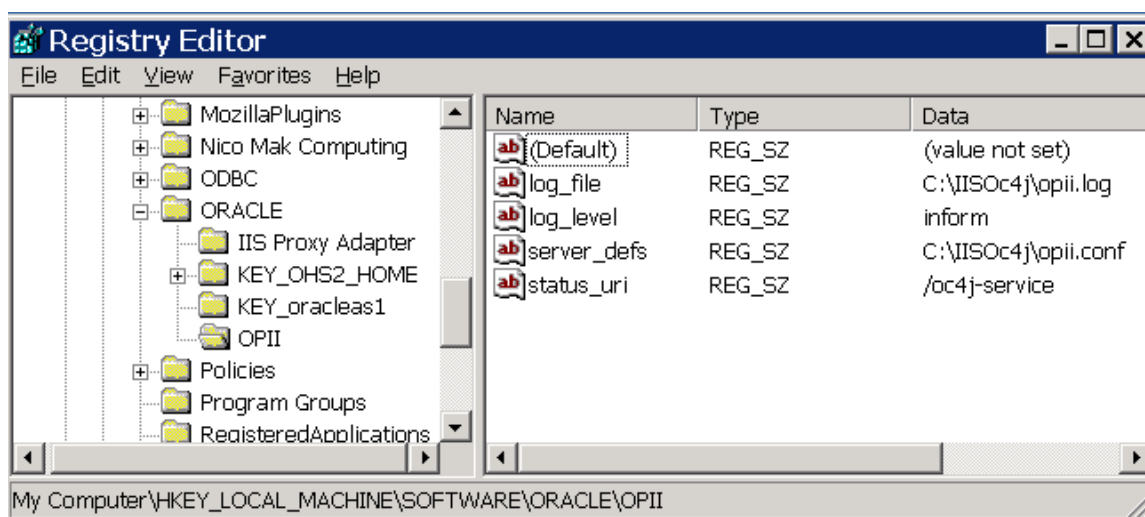 Registry Editor
File Edit View Favorites Help
MozillaPlugins
Nico Mak Computing
ODBC
ORACLE
IIS Proxy Adapter
KEY_OHS2_HOME
KEY_oracleas1
OPII
Policies
Program Groups
RegisteredApplications
Name Type Data
(Default) REG_SZ (value not set)
log_file REG_SZ C:\IISOc4j\opii.log
log_level REG_SZ inform
server_defs REG_SZ C:\IISOc4j\opii.conf
status_uri REG_SZ /oc4j-service
My Computer\HKEY_LOCAL_MACHINE\SOFTWARE\ORACLE\OPII